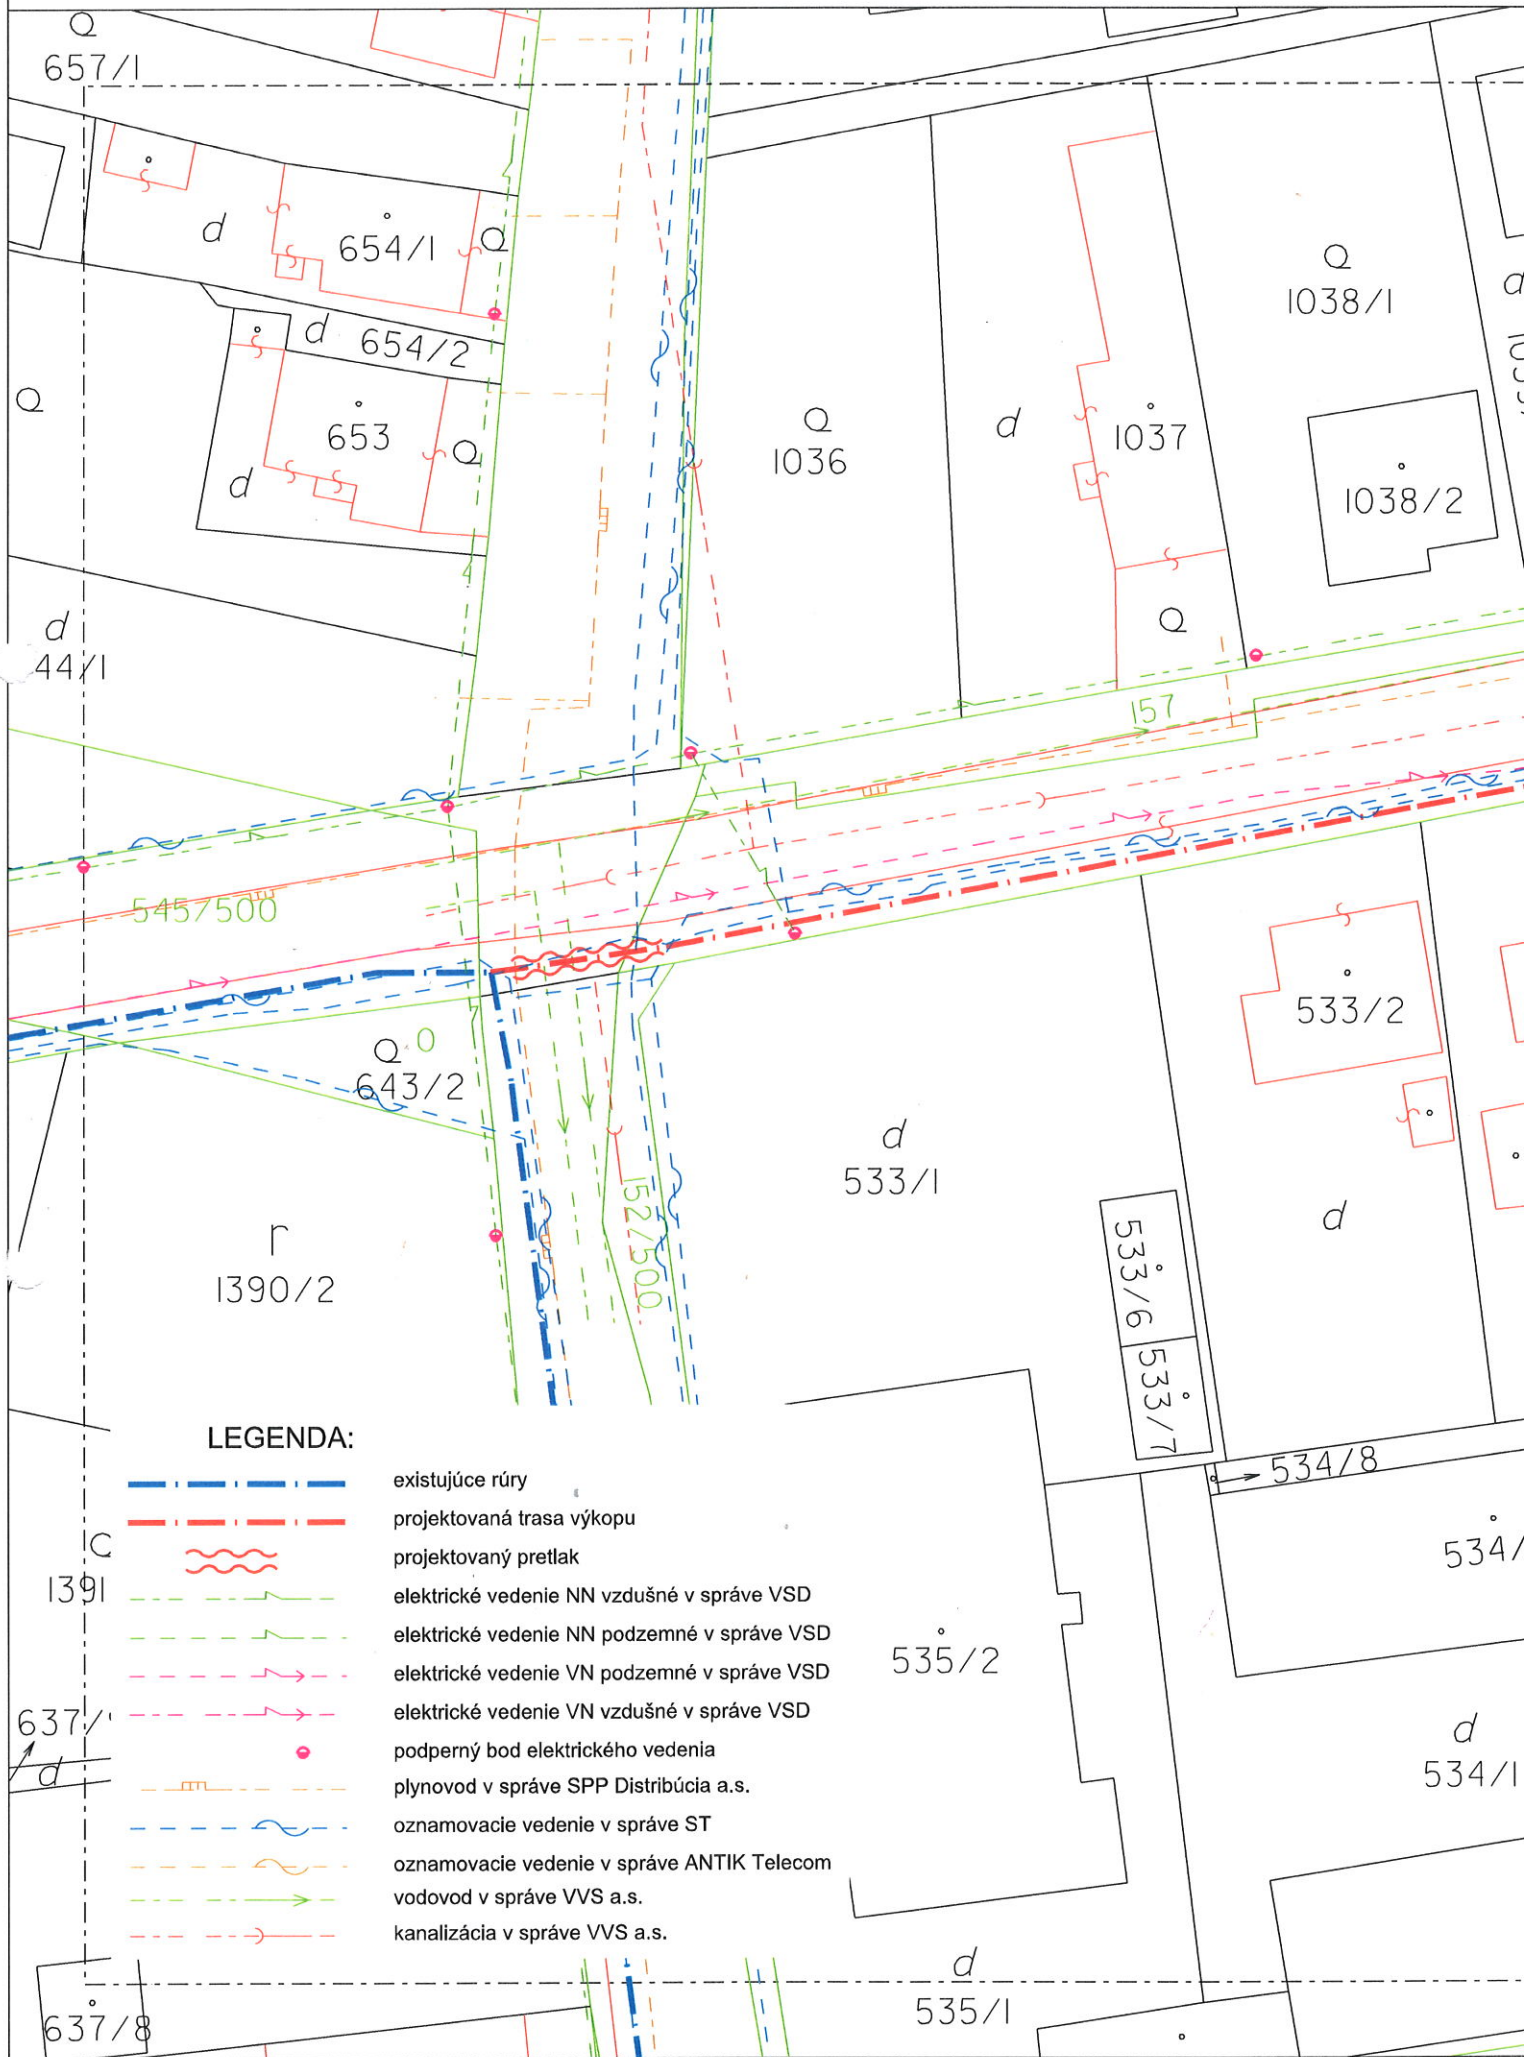 Q
657/1
d
654/1
Q
Q
1038/1
d
d 654/2
Q
653
Q
d
Q
1036
d
1037
1038/2
Q
d
44/1
157
545/500
Q 0
643/2
533/2
d
533/1
152/500
d
r
1390/2
533/6
533/7
534/8
LEGENDA:
existujúce rúry
projektovaná trasa výkopu
projektovaný pretlak
elektrické vedenie NN vzdušné v správe VSD
elektrické vedenie NN podzemné v správe VSD
elektrické vedenie VN podzemné v správe VSD
elektrické vedenie VN vzdušné v správe VSD
podperný bod elektrického vedenia
plynovod v správe SPP Distribúcia a.s.
oznamovacie vedenie v správe ST
oznamovacie vedenie v správe ANTIK Telecom
vodovod v správe VVS a.s.
kanalizácia v správe VVS a.s.
1391
534/
535/2
637/
d
d
534/1
d
535/1
637/8